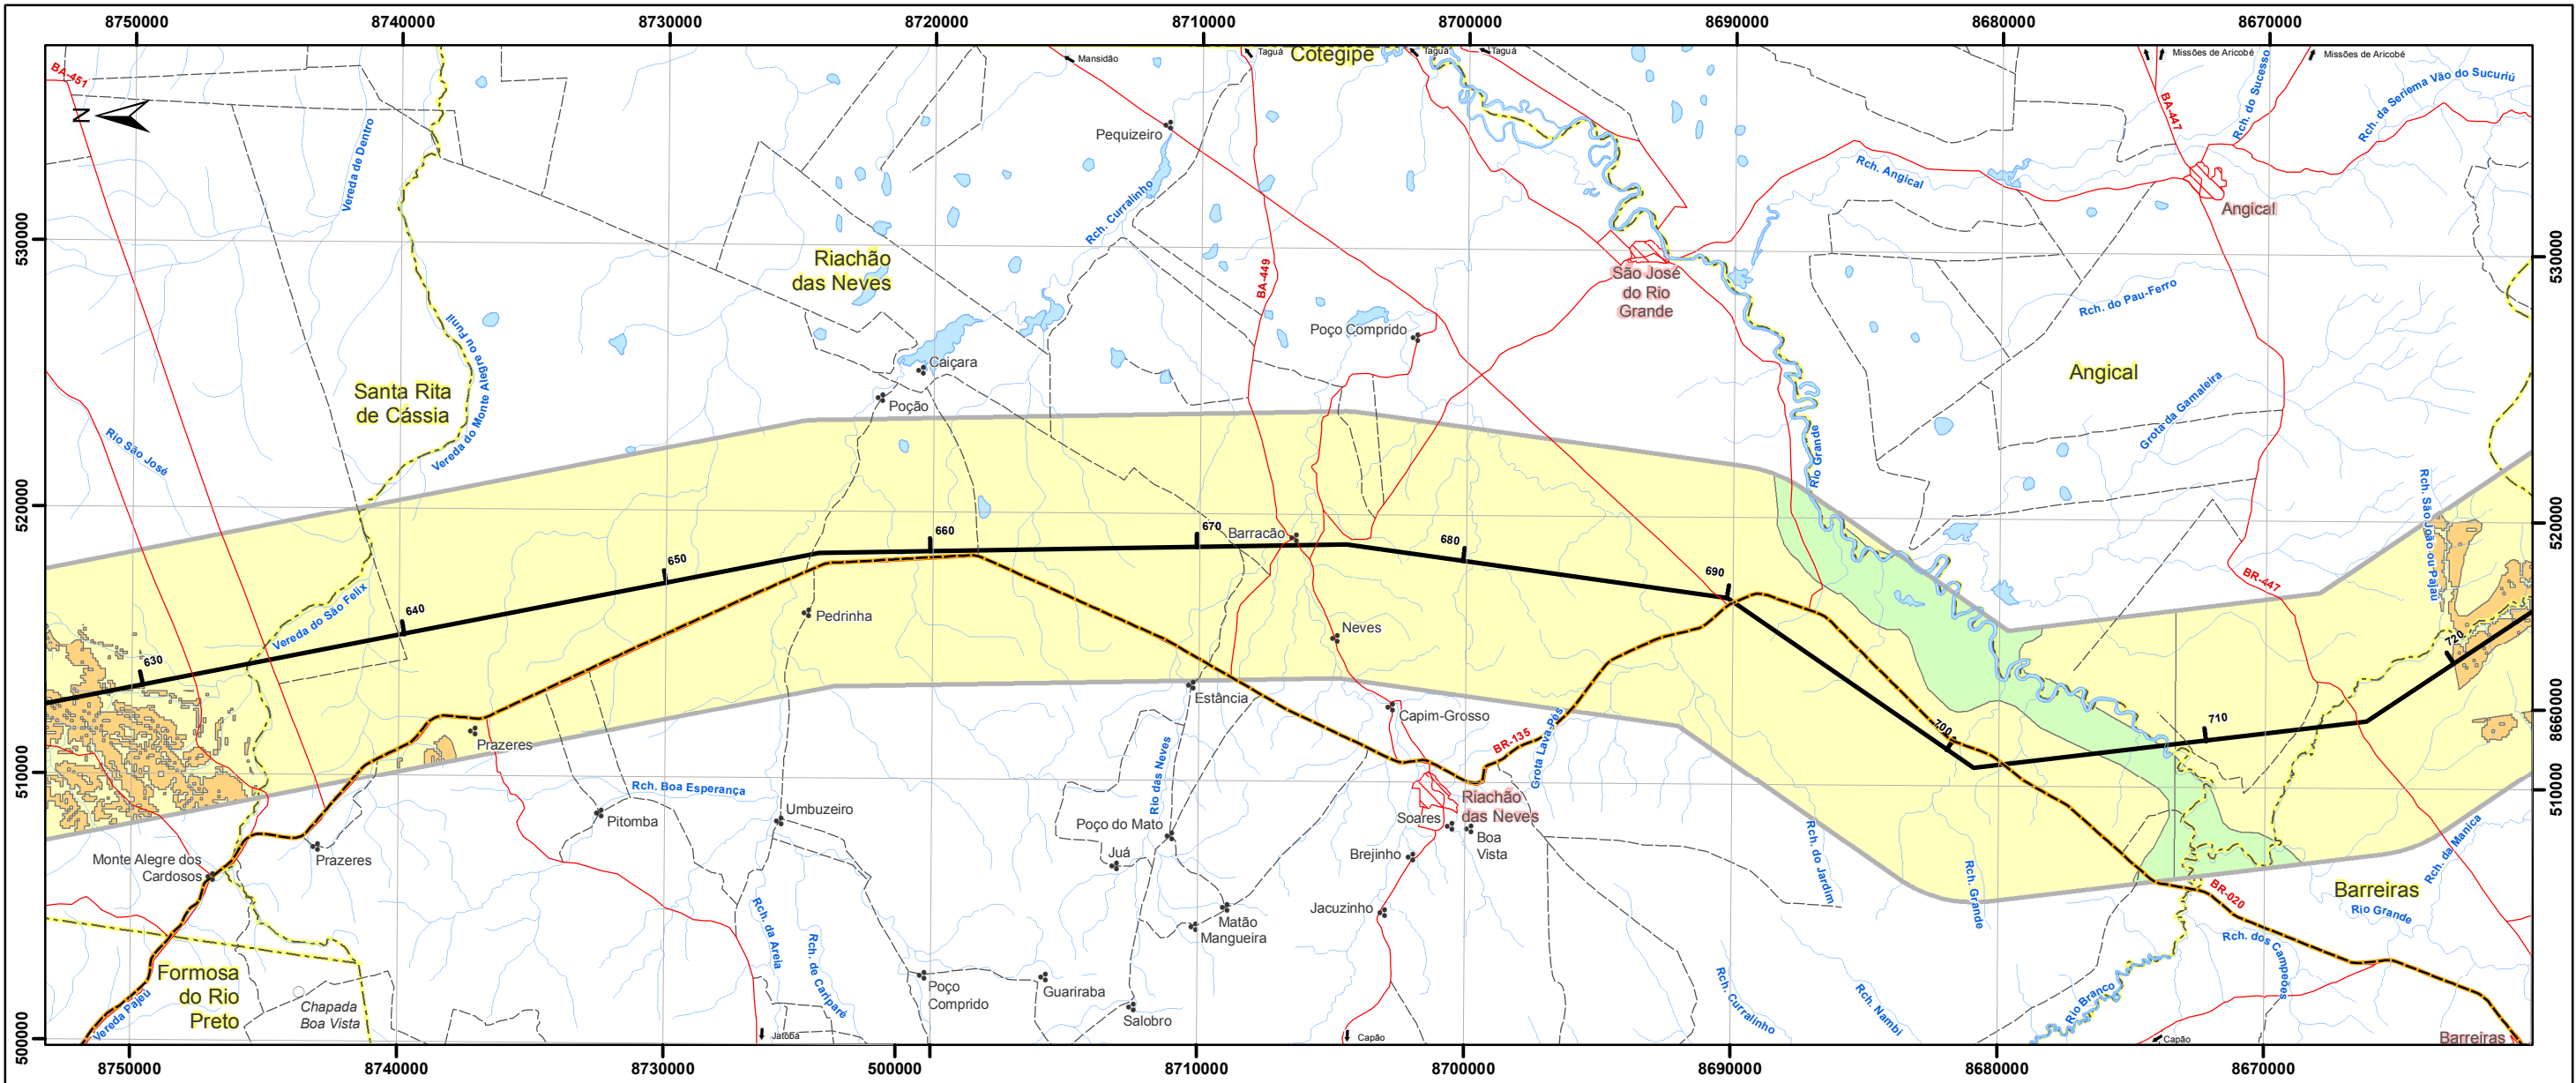 8750000
8740000
8730000
8720000
8710000
8700000
8690000
8680000
8670000
BA-451
N
Vereda de Dentro
Mansidão
Taguá
Cotegipe
Taguá
Taguá
Missões de Aricobé
Missões de Aricobé
BA-447
Rch. do Sucesso
Rch. da Seriema Vão do Sucuriú
Pequizeiro
Rch. Curralinho
Rch. Angical
Angical
530000
530000
Riachão
das Neves
BA-449
São José
do Rio
Grande
Rch. do Pau-Ferro
Vereda do Monte Alegre ou Funil
Poço Comprido
Caiçara
Santa Rita
de Cássia
Poção
Angical
Grota da Gamaleira
Rio São José
Rio Grande
Rch. São João ou Pajaú
520000
520000
660
670
Barracão
680
650
690
BR-447
640
Vereda do São Felix
Pedrinha
Neves
630
720
Estância
Capim-Grosso
710
8660000
700
Prazeres
BR-135
Grota Lava-Pés
Rio das Neves
510000
510000
Rch. Boa Esperança
Umbuzeiro
Pitomba
Riachão
das Neves
Poço do Mato
Soares
Boa
Vista
Juá
Brejinho
Rch. do Jardim
Rch. da Manica
Monte Alegre dos
Cardosos
Prazeres
Rch. Grande
BR-020
Barreiras
Rio Grande
Jacuzinho
Matão
Mangueira
Rch. da Areia
Rch. de Cariparé
Rch. dos Campeões
Formosa
do Rio
Preto
Chapada
Boa Vista
Poço
Comprido
Guariraba
Salobro
Rch. Curralinho
Rch. Nambi
Rio Branco
Vereda Pajeú
Jatobá
Capão
Capão
Barreiras
500000
8750000
8740000
8730000
500000
8710000
8700000
8690000
8680000
8670000